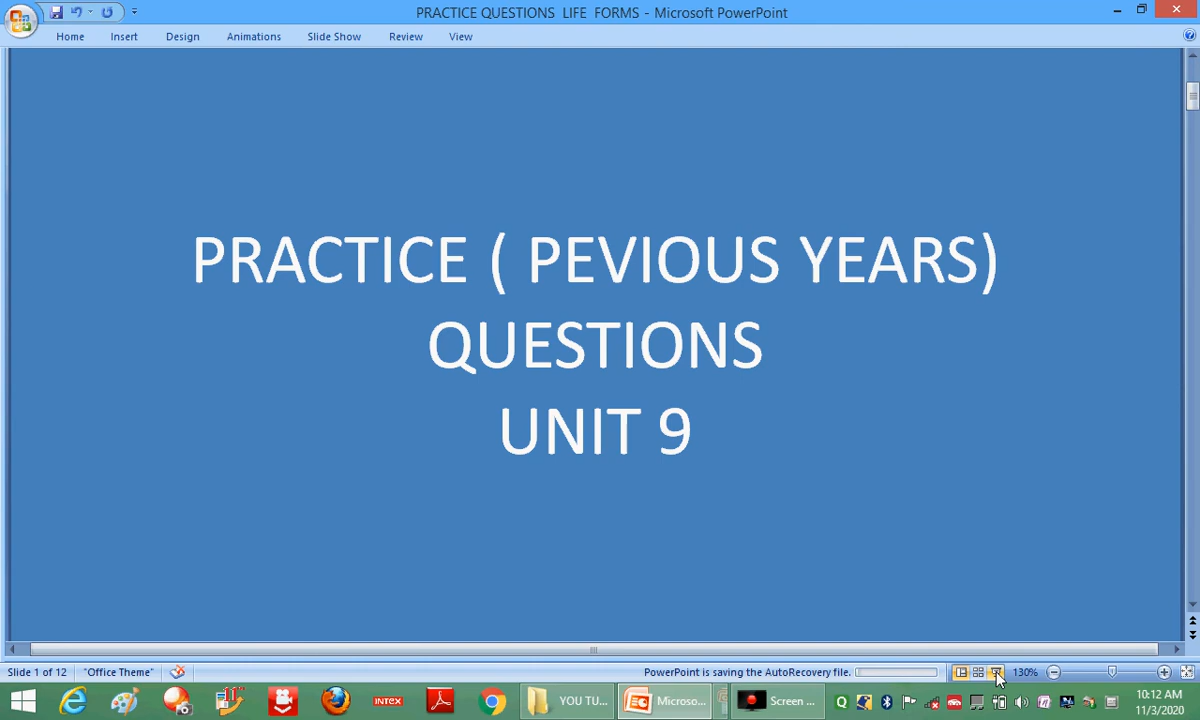 PRACTICE QUESTIONS LIFE FORMS - Microsoft PowerPoint
Home Insert Design Animations Slide Show Review View
PRACTICE ( PEVIOUS YEARS)
QUESTIONS
UNIT 9
Slide 1 of 12 "Office Theme" PowerPoint is saving the AutoRecovery file. 130%
INTEX YOU TU... Microso... Screen ... 10:12 AM
11/3/2020